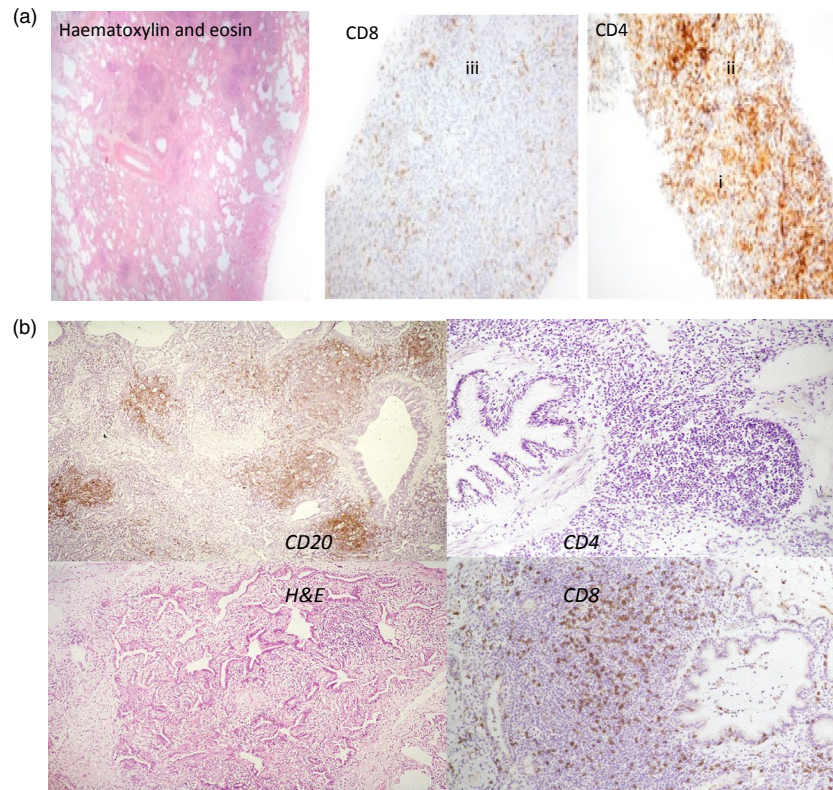 (a)
Haematoxylin and eosin
CD8
CD4
iii
ii
i
(b)
CD20
CD4
H&E
CD8